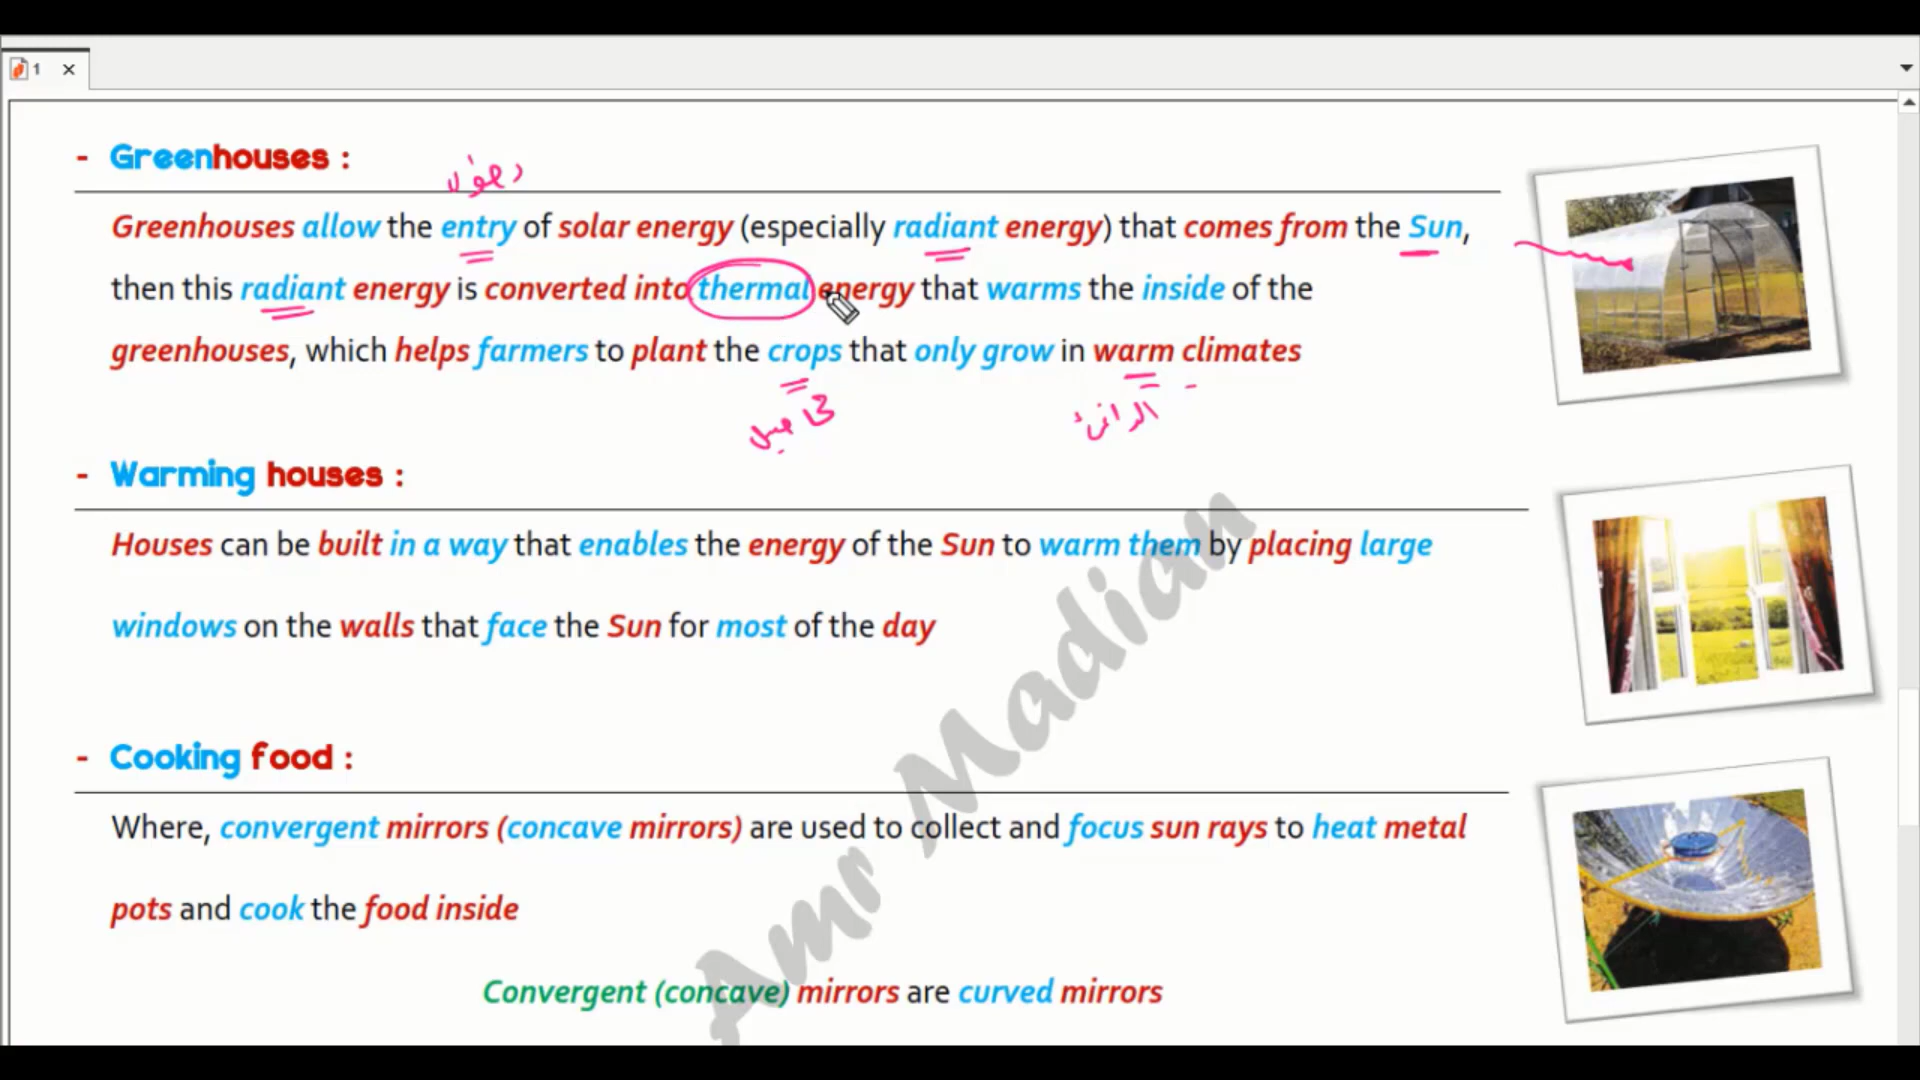 1
- Greenhouses :
دخول
Greenhouses allow the entry of solar energy (especially radiant energy) that comes from the Sun,
then this radiant energy is converted into thermal energy that warms the inside of the
greenhouses, which helps farmers to plant the crops that only grow in warm climates
- Warming houses :
Houses can be built in a way that enables the energy of the Sun to warm them by placing large
windows on the walls that face the Sun for most of the day
- Cooking food :
Where, convergent mirrors (concave mirrors) are used to collect and focus sun rays to heat metal
pots and cook the food inside
Convergent (concave) mirrors are curved mirrors
Amr Madian